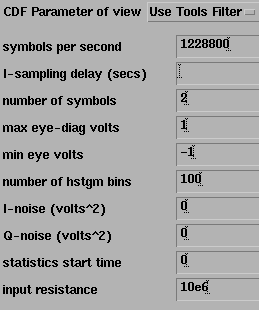 CDF Parameter of view Use Tools Filter
symbols per second 1228800
I-sampling delay (secs)
number of symbols 2
max eye-diag volts 1
min eye volts -1
number of hstgm bins 100
I-noise (volts^2) 0
Q-noise (volts^2) 0
statistics start time 0
input resistance 10e6